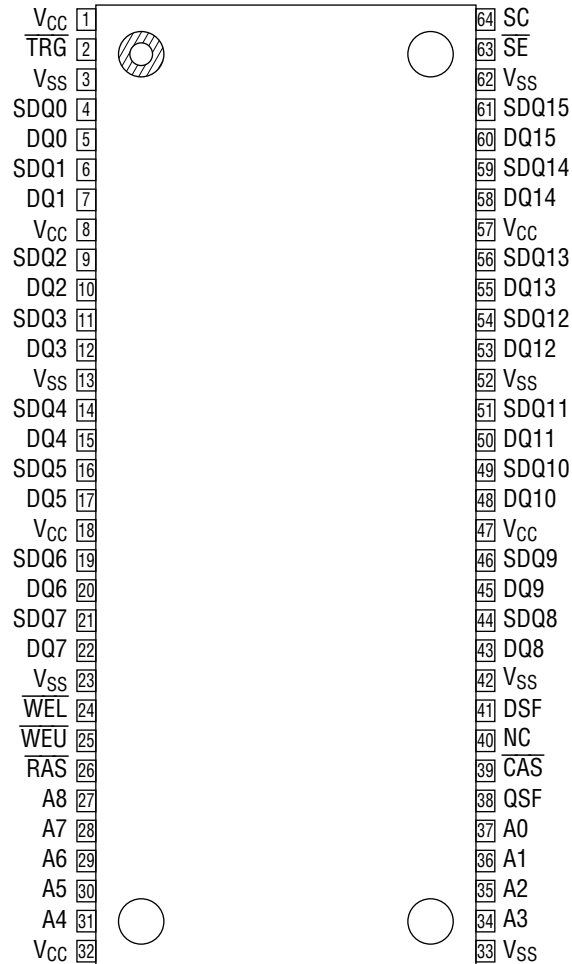 VCC 1 64 SC
TRG 2 63 SE
VSS 3 62 VSS
SDQ0 4 61 SDQ15
DQ0 5 60 DQ15
SDQ1 6 59 SDQ14
DQ1 7 58 DQ14
VCC 8 57 VCC
SDQ2 9 56 SDQ13
DQ2 10 55 DQ13
SDQ3 11 54 SDQ12
DQ3 12 53 DQ12
VSS 13 52 VSS
SDQ4 14 51 SDQ11
DQ4 15 50 DQ11
SDQ5 16 49 SDQ10
DQ5 17 48 DQ10
VCC 18 47 VCC
SDQ6 19 46 SDQ9
DQ6 20 45 DQ9
SDQ7 21 44 SDQ8
DQ7 22 43 DQ8
VSS 23 42 VSS
WEL 24 41 DSF
WEU 25 40 NC
RAS 26 39 CAS
A8 27 38 QSF
A7 28 37 A0
A6 29 36 A1
A5 30 35 A2
A4 31 34 A3
VCC 32 33 VSS